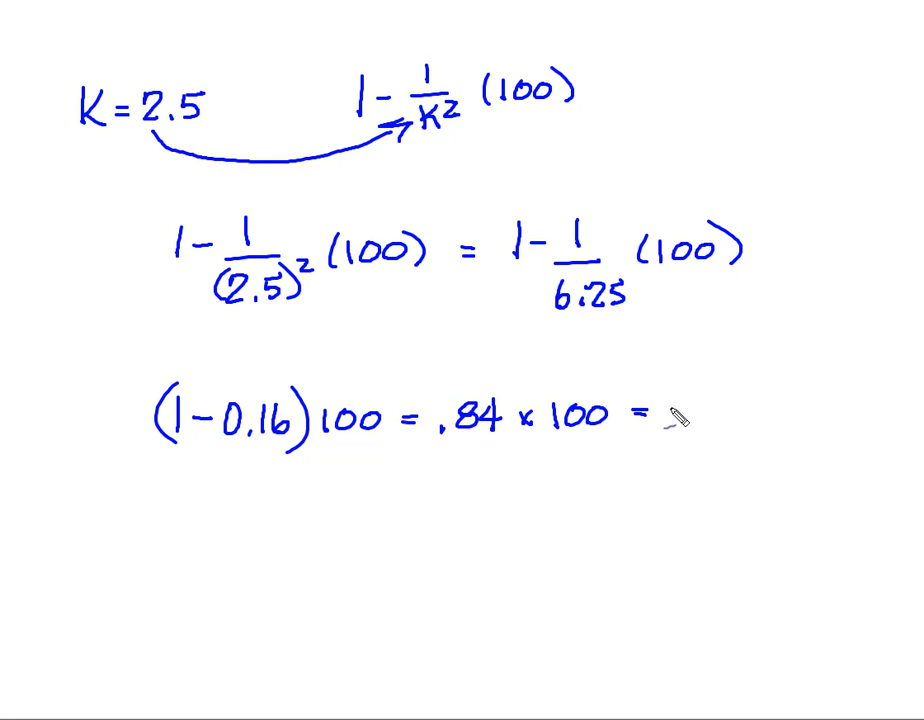 K = 2.5 1 - 1/K² (100)
1 - 1/(2.5)² (100) = 1 - 1/6.25 (100)
(1 - 0.16) 100 = .84 × 100 =